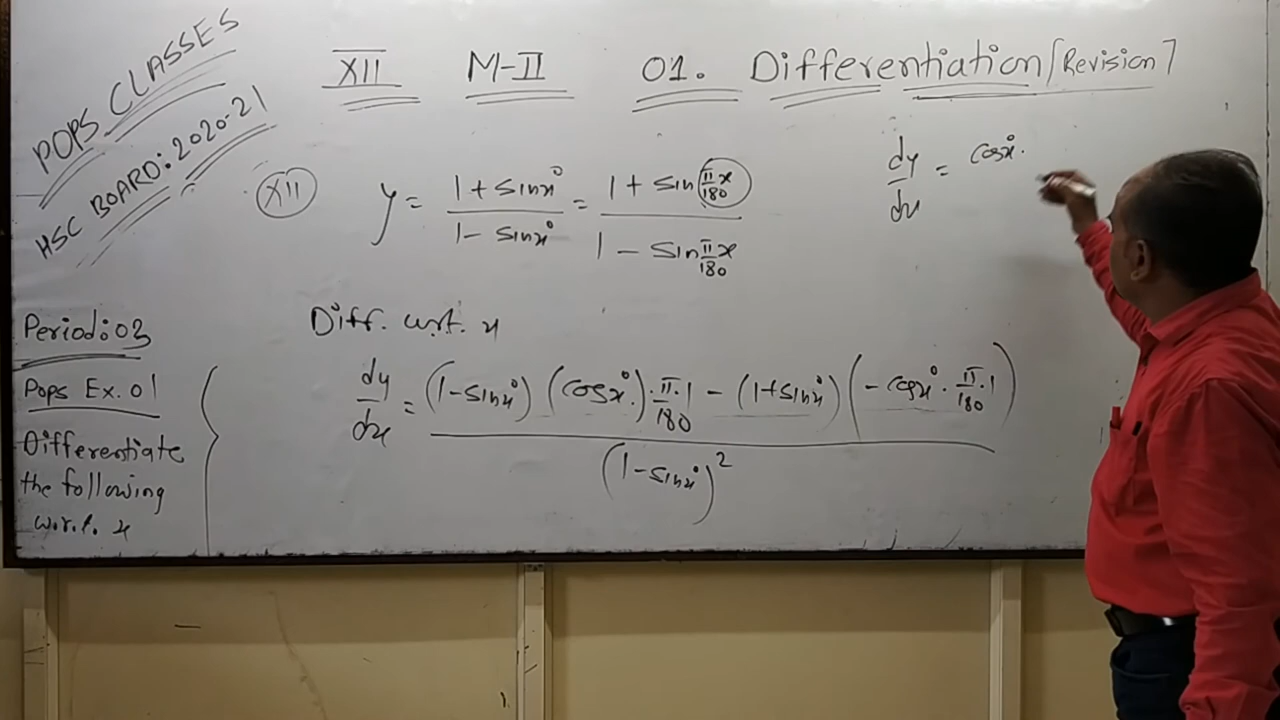 POPS CLASSES
HSC BOARD: 2020-21
XII M-II 01. Differentiation [Revision]
XII y = (1 + sinx°)/(1 - sinx°) = (1 + sin πx/180)/(1 - sin πx/180)
dy/dx = cosx° ·
Period: 03
Pops Ex. 01
Differentiate
the following
w.r.t. x
Diff. w.r.t. x
dy/dx = ((1-sinx°) (cosx°) · π/180 · 1 - (1+sinx°) (-cosx° · π/180 · 1))/(1-sinx°)²